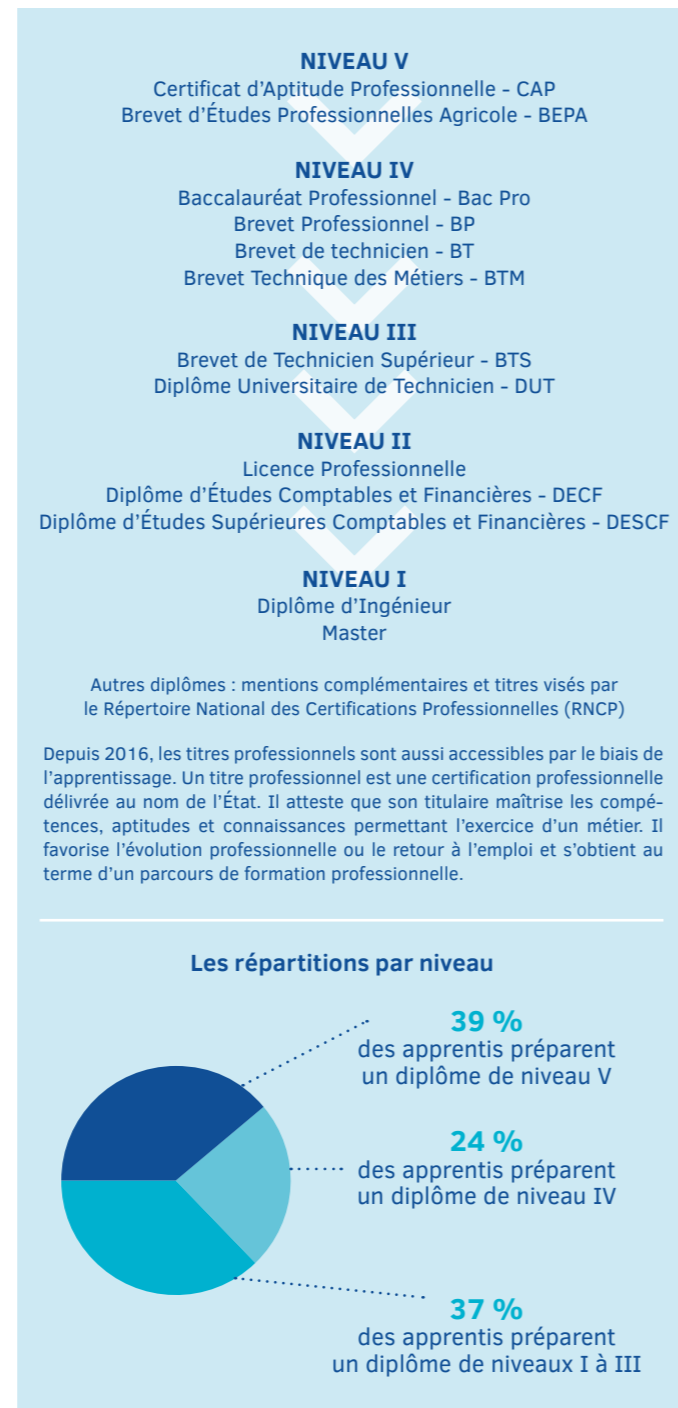 NIVEAU V
Certificat d’Aptitude Professionnelle - CAP
Brevet d’Études Professionnelles Agricole - BEPA
NIVEAU IV
Baccalauréat Professionnel - Bac Pro
Brevet Professionnel - BP
Brevet de technicien - BT
Brevet Technique des Métiers - BTM
NIVEAU III
Brevet de Technicien Supérieur - BTS
Diplôme Universitaire de Technicien - DUT
NIVEAU II
Licence Professionnelle
Diplôme d’Études Comptables et Financières - DECF
Diplôme d’Études Supérieures Comptables et Financières - DESCF
NIVEAU I
Diplôme d’Ingénieur
Master
Autres diplômes : mentions complémentaires et titres visés par
le Répertoire National des Certifications Professionnelles (RNCP)
Depuis 2016, les titres professionnels sont aussi accessibles par le biais de
l’apprentissage. Un titre professionnel est une certification professionnelle
délivrée au nom de l’État. Il atteste que son titulaire maîtrise les compé-
tences, aptitudes et connaissances permettant l’exercice d’un métier. Il
favorise l’évolution professionnelle ou le retour à l’emploi et s’obtient au
terme d’un parcours de formation professionnelle.
Les répartitions par niveau
39 %
des apprentis préparent
un diplôme de niveau V
24 %
des apprentis préparent
un diplôme de niveau IV
37 %
des apprentis préparent
un diplôme de niveaux I à III